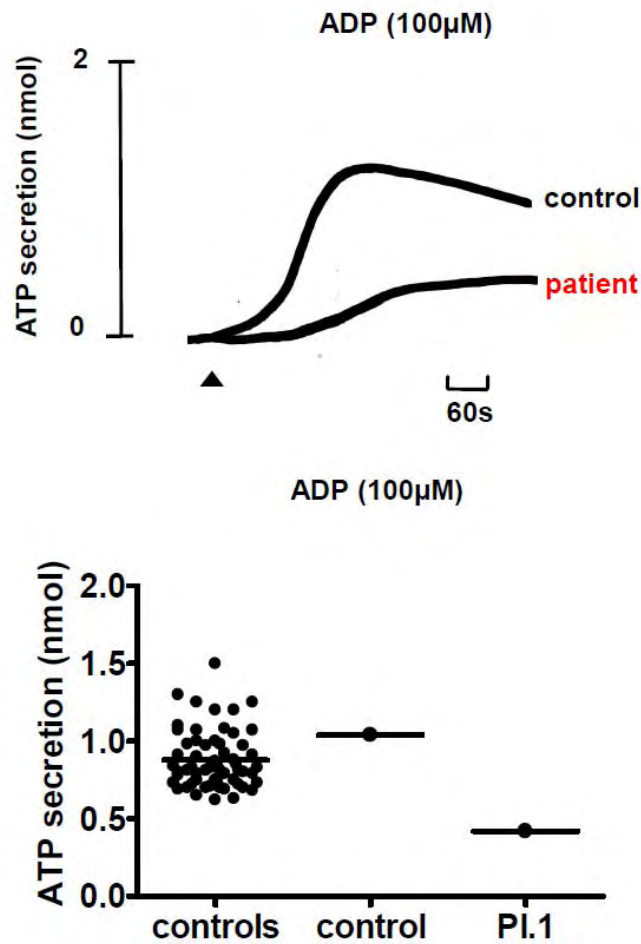 ADP (100µM)
ATP secretion (nmol)
2
0
control
patient
60s
ADP (100µM)
ATP secretion (nmol)
2.0
1.5
1.0
0.5
0.0
controls
control
PI.1